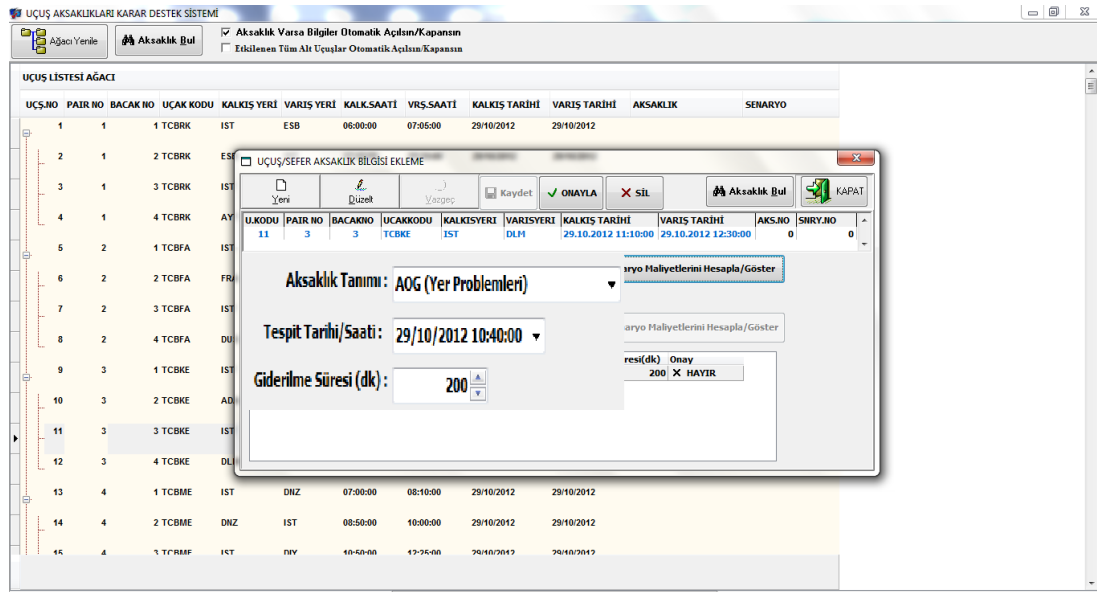 UÇUŞ AKSAKLIKLARI KARAR DESTEK SİSTEMİ
Ağacı Yenile
Aksaklık Bul
Aksaklık Varsa Bilgiler Otomatik Açılsın/Kapansın
Etkilenen Tüm Alt Uçuşlar Otomatik Açılsın/Kapansın
UÇUŞ LİSTESİ AĞACI
UÇŞ.NO PAIR NO BACAK NO UÇAK KODU KALKIŞ YERİ VARIŞ YERİ KALK.SAATİ VRŞ.SAATİ KALKIŞ TARİHİ VARIŞ TARİHİ AKSAKLIK SENARYO
1 1 1 TCBRK IST ESB 06:00:00 07:05:00 29/10/2012 29/10/2012
2 1 2 TCBRK
3 1 3 TCBRK IST
4 1 4 TCBRK
5 2 1 TCBFA IST
6 2 2 TCBFA
7 2 3 TCBFA IST
8 2 4 TCBFA
9 3 1 TCBKE IST
10 3 2 TCBKE
11 3 3 TCBKE IST
12 3 4 TCBKE
13 4 1 TCBME IST DNZ 07:00:00 08:10:00 29/10/2012 29/10/2012
14 4 2 TCBME DNZ IST 08:50:00 10:00:00 29/10/2012 29/10/2012
15 4 3 TCBME IST DIY 10:50:00 12:25:00 29/10/2012 29/10/2012
UÇUŞ/SEFER AKSAKLIK BİLGİSİ EKLEME
Yeni Düzelt Vazgeç Kaydet ONAYLA SİL Aksaklık Bul KAPAT
U.KODU PAIR NO BACAKNO UCAKKODU KALKISYERI VARISYERI KALKIŞ TARİHİ VARIŞ TARİHİ AKS.NO SNRY.NO
11 3 3 TCBKE IST DLM 29.10.2012 11:10:00 29.10.2012 12:30:00 0 0
Aksaklık Tanımı : AOG (Yer Problemleri)
aryo Maliyetlerini Hesapla/Göster
Tespit Tarihi/Saati : 29/10/2012 10:40:00
aryo Maliyetlerini Hesapla/Göster
Giderilme Süresi (dk) : 200
resi(dk) Onay
200 HAYIR